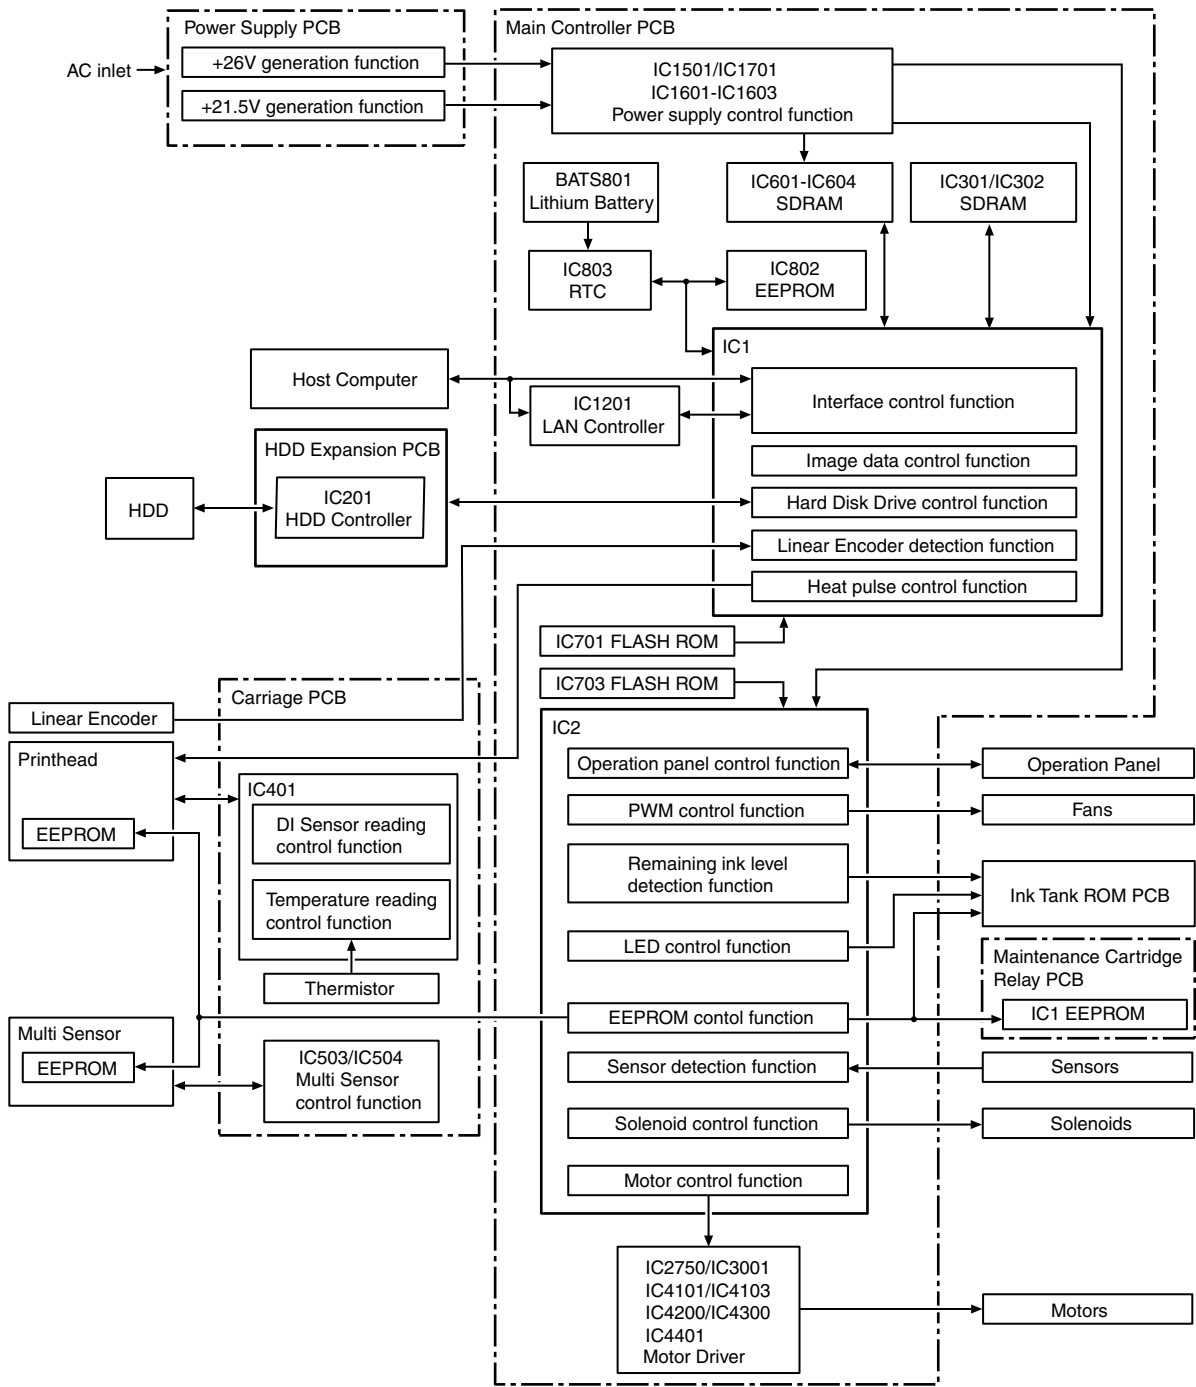 Power Supply PCB
AC inlet
+26V generation function
+21.5V generation function
Main Controller PCB
IC1501/IC1701
IC1601-IC1603
Power supply control function
BATS801
Lithium Battery
IC601-IC604
SDRAM
IC301/IC302
SDRAM
IC803
RTC
IC802
EEPROM
IC1
Host Computer
Interface control function
IC1201
LAN Controller
HDD Expansion PCB
Image data control function
HDD
IC201
HDD Controller
Hard Disk Drive control function
Linear Encoder detection function
Heat pulse control function
IC701 FLASH ROM
IC703 FLASH ROM
Carriage PCB
Linear Encoder
IC2
Printhead
Operation panel control function
Operation Panel
IC401
PWM control function
Fans
EEPROM
DI Sensor reading
control function
Remaining ink level
detection function
Ink Tank ROM PCB
Temperature reading
control function
LED control function
Maintenance Cartridge
Relay PCB
Thermistor
IC1 EEPROM
EEPROM contol function
Multi Sensor
EEPROM
IC503/IC504
Multi Sensor
control function
Sensor detection function
Sensors
Solenoid control function
Solenoids
Motor control function
IC2750/IC3001
IC4101/IC4103
IC4200/IC4300
IC4401
Motor Driver
Motors